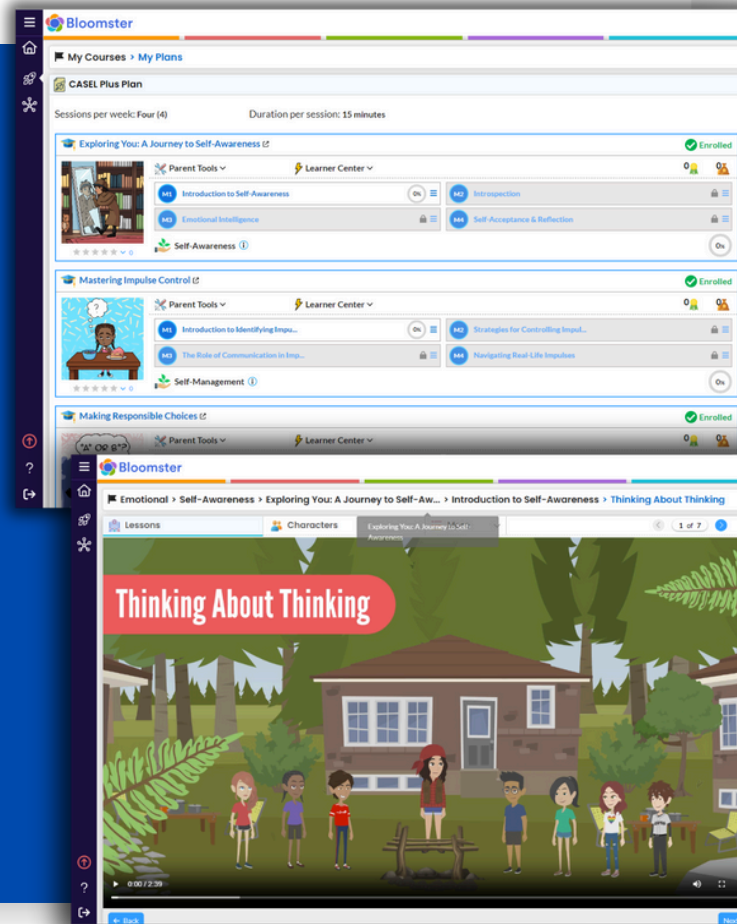 Bloomster
My Courses > My Plans
CASEL Plus Plan
Sessions per week: Four (4) Duration per session: 15 minutes
Exploring You: A Journey to Self-Awareness
Enrolled
Parent Tools Learner Center
0
M1 Introduction to Self-Awareness 0% M2 Introspection
M3 Emotional Intelligence M4 Self-Acceptance & Reflection
Self-Awareness 0%
0
Mastering Impulse Control
Enrolled
?
Parent Tools Learner Center
0
M1 Introduction to Identifying Impu... 0% M2 Strategies for Controlling Impul...
M3 The Role of Communication in Imp... M4 Navigating Real-Life Impulses
Self-Management 0%
0
Making Responsible Choices
Enrolled
"A" OR "B"?
Parent Tools Learner Center
0
?
Bloomster
Emotional > Self-Awareness > Exploring You: A Journey to Self-Aw... > Introduction to Self-Awareness > Thinking About Thinking
Lessons Characters
Exploring You: A Journey to Self-
Awareness
1 of 7
Thinking About Thinking
0:00 / 2:39
?
Back